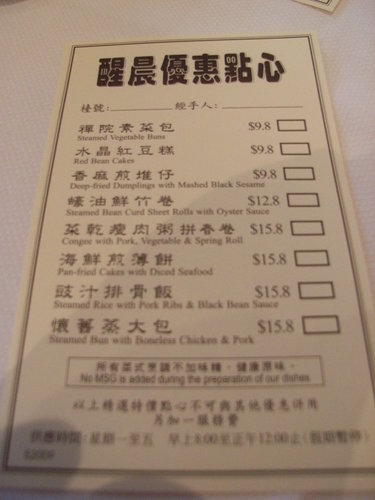 醒晨優惠點心
檯號: 經手人:
禪院素菜包 $9.8
Steamed Vegetable Buns
水晶紅豆糕 $9.8
Red Bean Cakes
香麻煎堆仔 $9.8
Deep-fried Dumplings with Mashed Black Sesame
蠔油鮮竹卷 $12.8
Steamed Bean Curd Sheet Rolls with Oyster Sauce
菜乾瘦肉粥拼春卷 $15.8
Congee with Pork, Vegetable & Spring Roll
海鮮煎薄餅 $15.8
Pan-fried Cakes with Diced Seafood
豉汁排骨飯 $15.8
Steamed Rice with Pork Ribs & Black Bean Sauce
懷舊蒸大包 $15.8
Steamed Bun with Boneless Chicken & Pork
所有菜式烹調不加味精,健康原味。
No MSG is added during the preparation of our dishes
以上精選特價點心不可與其他優惠併用
另加一服務費
供應時間:星期一至五 早上8:00至正午12:00止(假期暫停)